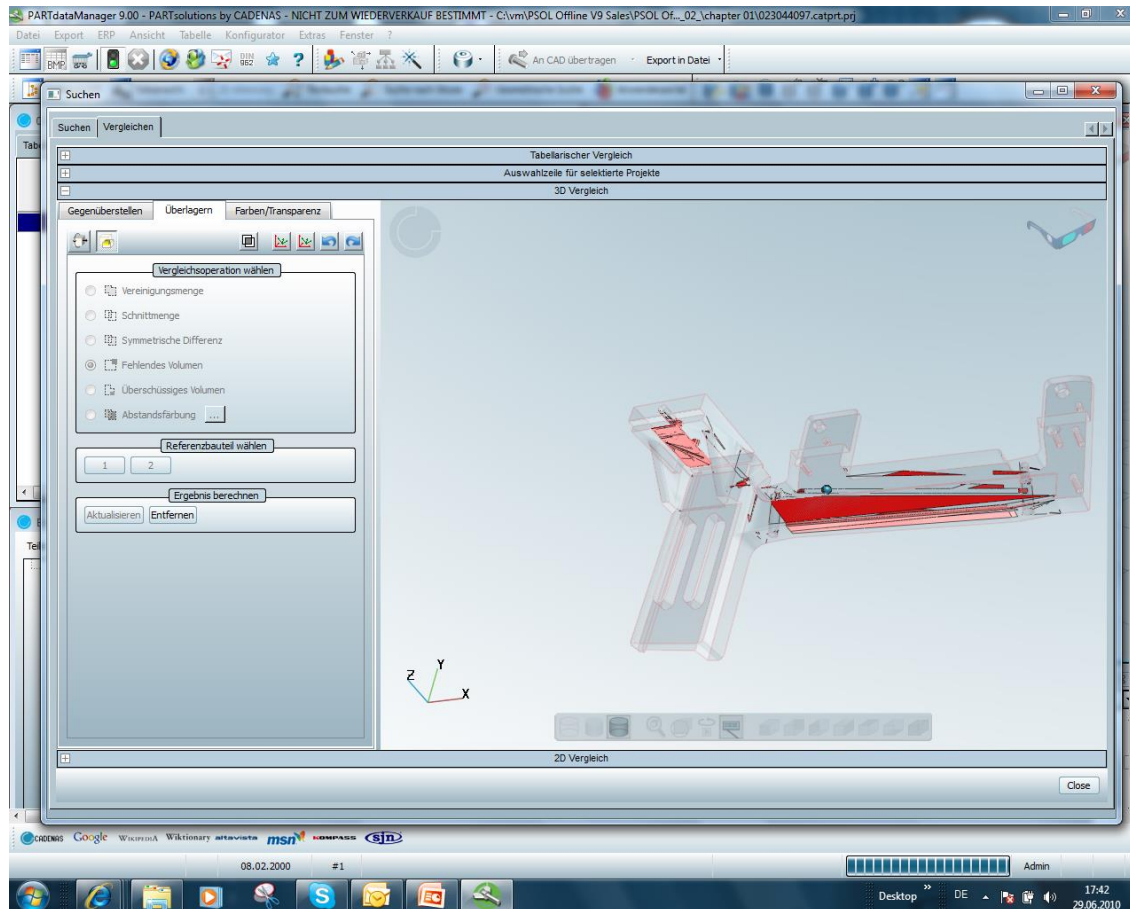 PARTdataManager 9.00 - PARTsolutions by CADENAS - NICHT ZUM WIEDERVERKAUF BESTIMMT - C:\vm\PSOL Offline V9 Sales\PSOL Of..._02_\chapter 01\023044097.catprt.prj
Datei Export ERP Ansicht Tabelle Konfigurator Extras Fenster ?
BMP DIN 962 An CAD übertragen Export in Datei
Suchen
Suchen Vergleichen
Tabellarischer Vergleich
Auswahlzeile für selektierte Projekte
3D Vergleich
Gegenüberstellen Überlagern Farben/Transparenz
Vergleichsoperation wählen
Vereinigungsmenge
Schnittmenge
Symmetrische Differenz
Fehlendes Volumen
Überschüssiges Volumen
Abstandsfärbung ...
Referenzbauteil wählen
1 2
Ergebnis berechnen
Aktualisieren Entfernen
Z Y X
2D Vergleich
Close
CADENAS Google WIKIPEDIA Wiktionary altavista msn KOMPASS sjn
08.02.2000 #1 Admin
Desktop » DE 17:42
29.06.2010